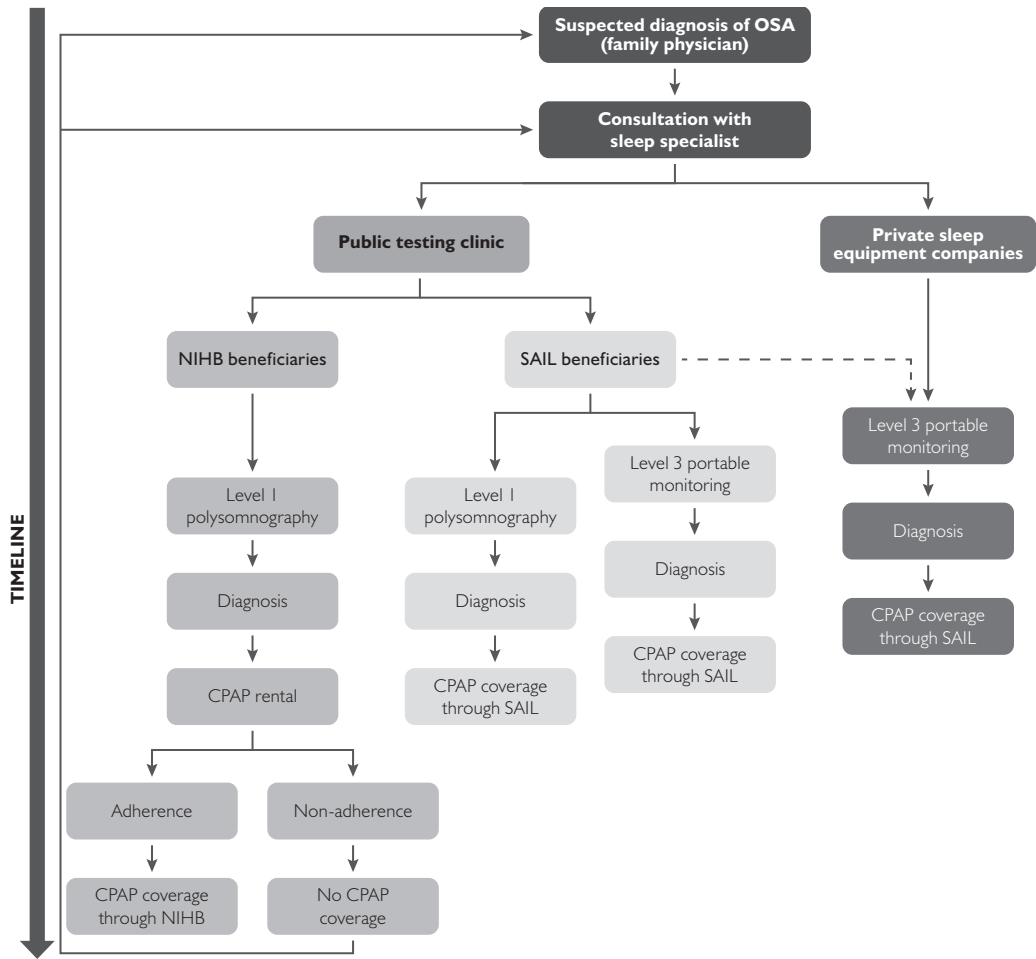 Suspected diagnosis of OSA
(family physician)
Consultation with
sleep specialist
Public testing clinic
Private sleep
equipment companies
NIHB beneficiaries
SAIL beneficiaries
Level 3 portable
monitoring
Level 3 portable
monitoring
Level 1
polysomnography
Level 1
polysomnography
Diagnosis
Diagnosis
Diagnosis
Diagnosis
CPAP coverage
through SAIL
CPAP coverage
through SAIL
CPAP rental
CPAP coverage
through SAIL
Adherence
Non-adherence
CPAP coverage
through NIHB
No CPAP
coverage
TIMELINE